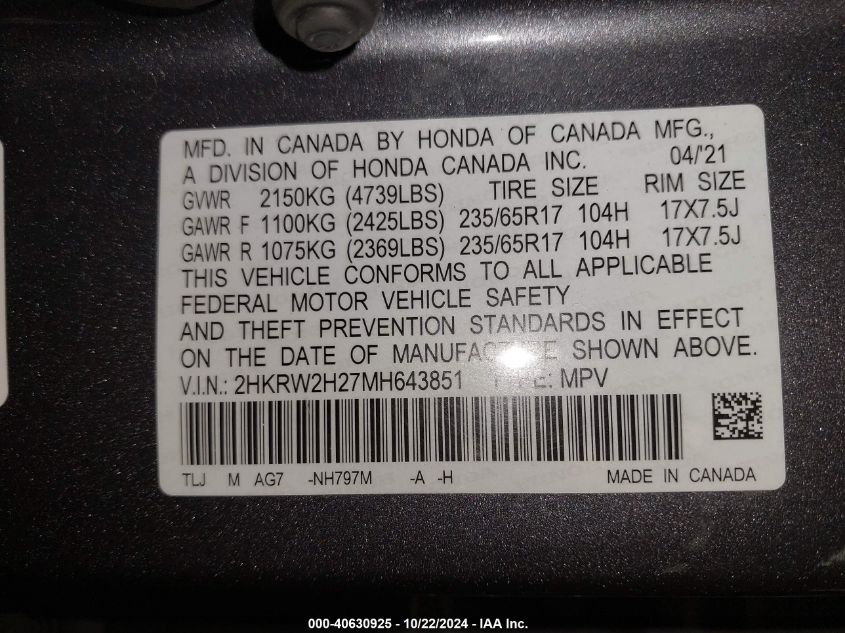 MFD. IN CANADA BY HONDA OF CANADA MFG.,
A DIVISION OF HONDA CANADA INC. 04/'21
GVWR 2150KG (4739LBS) TIRE SIZE RIM SIZE
GAWR F 1100KG (2425LBS) 235/65R17 104H 17X7.5J
GAWR R 1075KG (2369LBS) 235/65R17 104H 17X7.5J
THIS VEHICLE CONFORMS TO ALL APPLICABLE
FEDERAL MOTOR VEHICLE SAFETY
AND THEFT PREVENTION STANDARDS IN EFFECT
ON THE DATE OF MANUFACTURE SHOWN ABOVE.
V.I.N.: 2HKRW2H27MH643851 TYPE: MPV
TLJ M AG7 -NH797M -A -H MADE IN CANADA
000-40630925 - 10/22/2024 - IAA Inc.